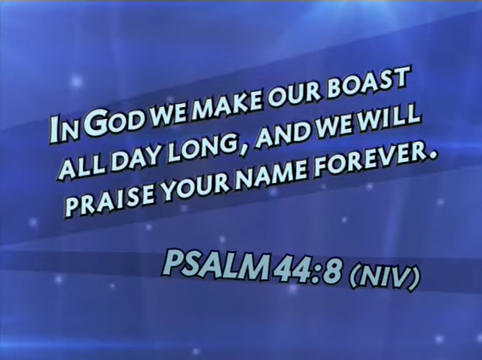 IN GOD WE MAKE OUR BOAST
ALL DAY LONG, AND WE WILL
PRAISE YOUR NAME FOREVER.
PSALM 44:8 (NIV)